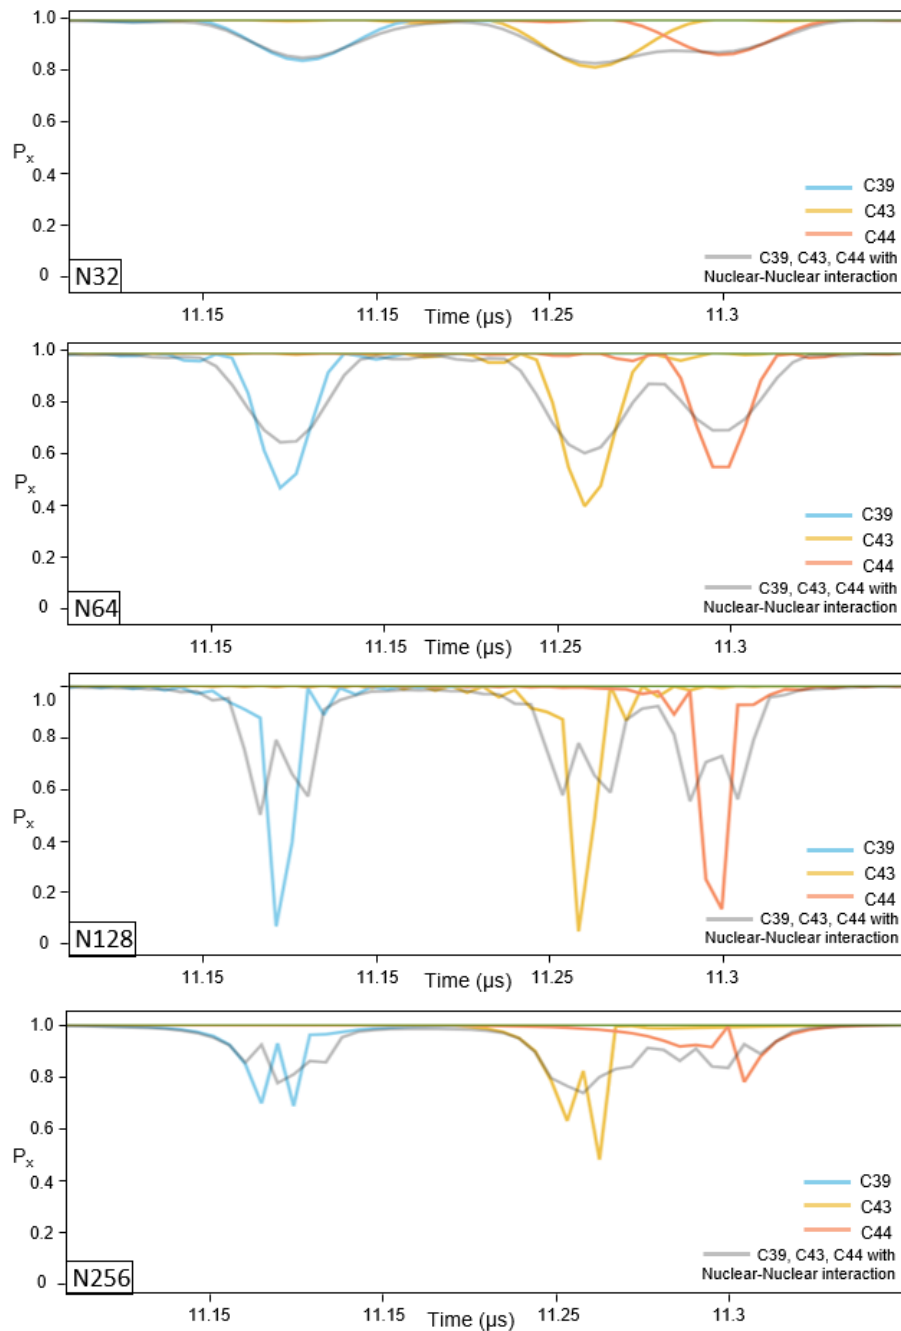 1.0
0.8
0.6
Px
0.4
0.2
0
C39
C43
C44
C39, C43, C44 with
Nuclear-Nuclear interaction
N32
11.15 11.15 Time (µs) 11.25 11.3
1.0
0.8
0.6
Px
0.4
0.2
0
C39
C43
C44
C39, C43, C44 with
Nuclear-Nuclear interaction
N64
11.15 11.15 Time (µs) 11.25 11.3
1.0
0.8
0.6
Px
0.4
0.2
0
C39
C43
C44
C39, C43, C44 with
Nuclear-Nuclear interaction
N128
11.15 11.15 Time (µs) 11.25 11.3
1.0
0.8
0.6
Px
0.4
0.2
0
C39
C43
C44
C39, C43, C44 with
Nuclear-Nuclear interaction
N256
11.15 11.15 Time (µs) 11.25 11.3